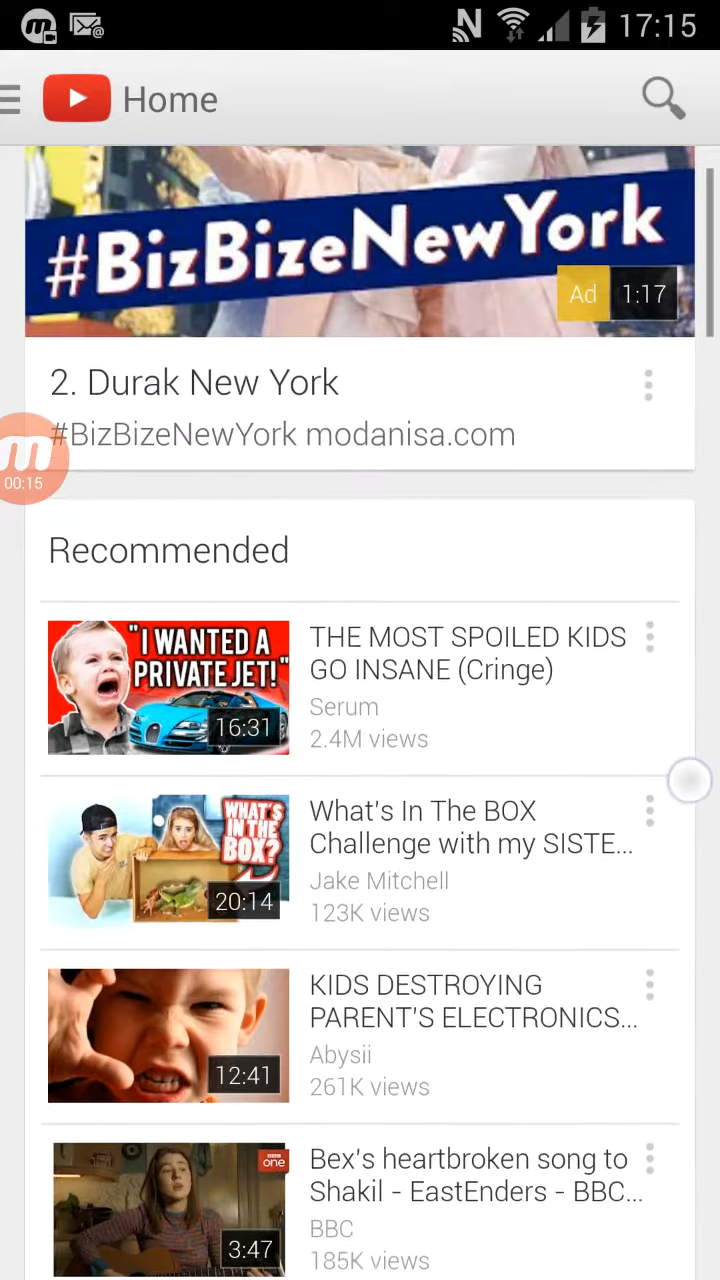 17:15
Home
#BizBizeNewYork
Ad 1:17
2. Durak New York
#BizBizeNewYork modanisa.com
m
00:15
Recommended
"I WANTED A
PRIVATE JET!"
16:31
THE MOST SPOILED KIDS
GO INSANE (Cringe)
Serum
2.4M views
WHAT'S
IN THE
BOX?
20:14
What's In The BOX
Challenge with my SISTE...
Jake Mitchell
123K views
12:41
KIDS DESTROYING
PARENT'S ELECTRONICS...
Abysii
261K views
BBC
one
3:47
Bex's heartbroken song to
Shakil - EastEnders - BBC...
BBC
185K views